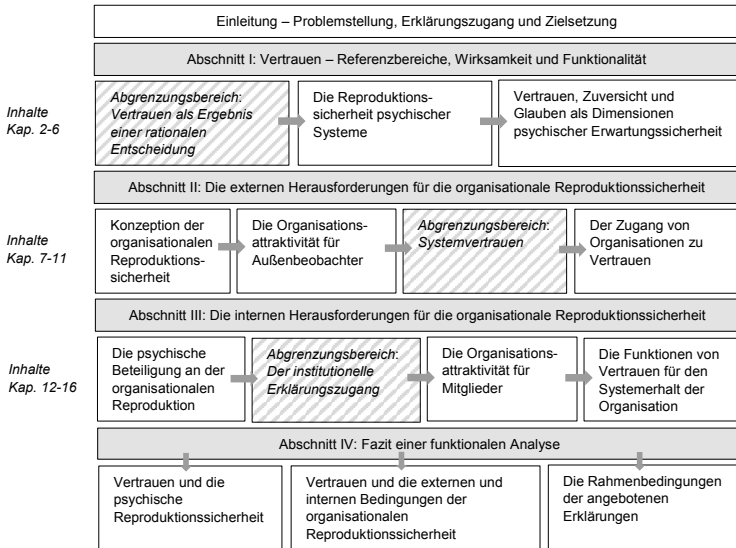 Einleitung – Problemstellung, Erklärungszugang und Zielsetzung
Abschnitt I: Vertrauen – Referenzbereiche, Wirksamkeit und Funktionalität
Inhalte
Kap. 2-6
Abgrenzungsbereich:
Vertrauen als Ergebnis
einer rationalen
Entscheidung
Die Reproduktions-
sicherheit psychischer
Systeme
Vertrauen, Zuversicht und
Glauben als Dimensionen
psychischer Erwartungssicherheit
Abschnitt II: Die externen Herausforderungen für die organisationale Reproduktionssicherheit
Inhalte
Kap. 7-11
Konzeption der
organisationalen
Reproduktions-
sicherheit
Die Organisations-
attraktivität für
Außenbeobachter
Abgrenzungsbereich:
Systemvertrauen
Der Zugang von
Organisationen zu
Vertrauen
Abschnitt III: Die internen Herausforderungen für die organisationale Reproduktionssicherheit
Inhalte
Kap. 12-16
Die psychische
Beteiligung an der
organisationalen
Reproduktion
Abgrenzungsbereich:
Der institutionelle
Erklärungszugang
Die Organisations-
attraktivität für
Mitglieder
Die Funktionen von
Vertrauen für den
Systemerhalt der
Organisation
Abschnitt IV: Fazit einer funktionalen Analyse
Vertrauen und die
psychische
Reproduktionssicherheit
Vertrauen und die externen und
internen Bedingungen der
organisationalen
Reproduktionssicherheit
Die Rahmenbedingungen
der angebotenen
Erklärungen